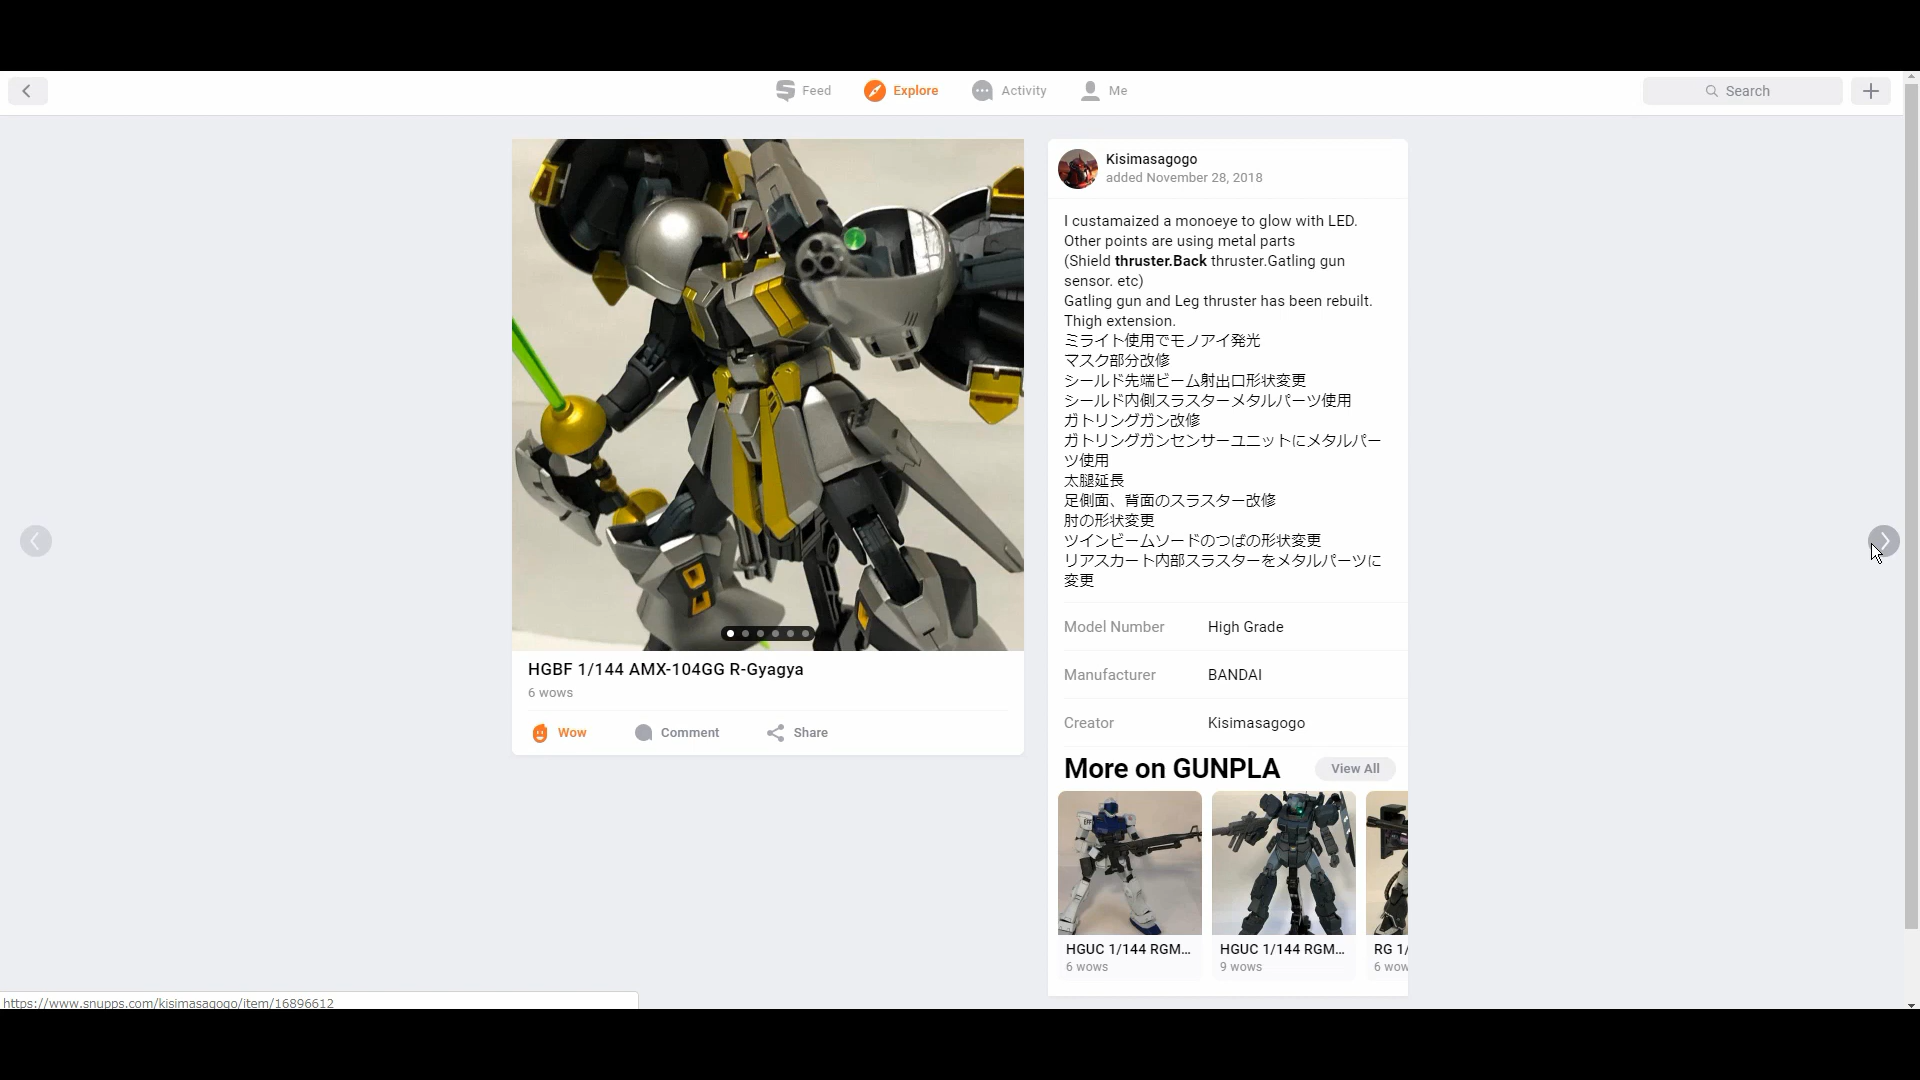 Feed
Explore
Activity
Me
Search
Kisimasagogo
added November 28, 2018
I custamaized a monoeye to glow with LED.
Other points are using metal parts
(Shield thruster.Back thruster.Gatling gun
sensor. etc)
Gatling gun and Leg thruster has been rebuilt.
Thigh extension.
ミライト使用でモノアイ発光
マスク部分改修
シールド先端ビーム射出口形状変更
シールド内側スラスターメタルパーツ使用
ガトリングガン改修
ガトリングガンセンサーユニットにメタルパー
ツ使用
太腿延長
足側面、背面のスラスター改修
肘の形状変更
ツインビームソードのつばの形状変更
リアスカート内部スラスターをメタルパーツに
変更
HGBF 1/144 AMX-104GG R-Gyagya
6 wows
Wow
Comment
Share
Model Number High Grade
Manufacturer BANDAI
Creator Kisimasagogo
More on GUNPLA
View All
HGUC 1/144 RGM...
6 wows
HGUC 1/144 RGM...
9 wows
RG 1/
6 wow
https://www.snupps.com/kisimasagogo/item/16896612